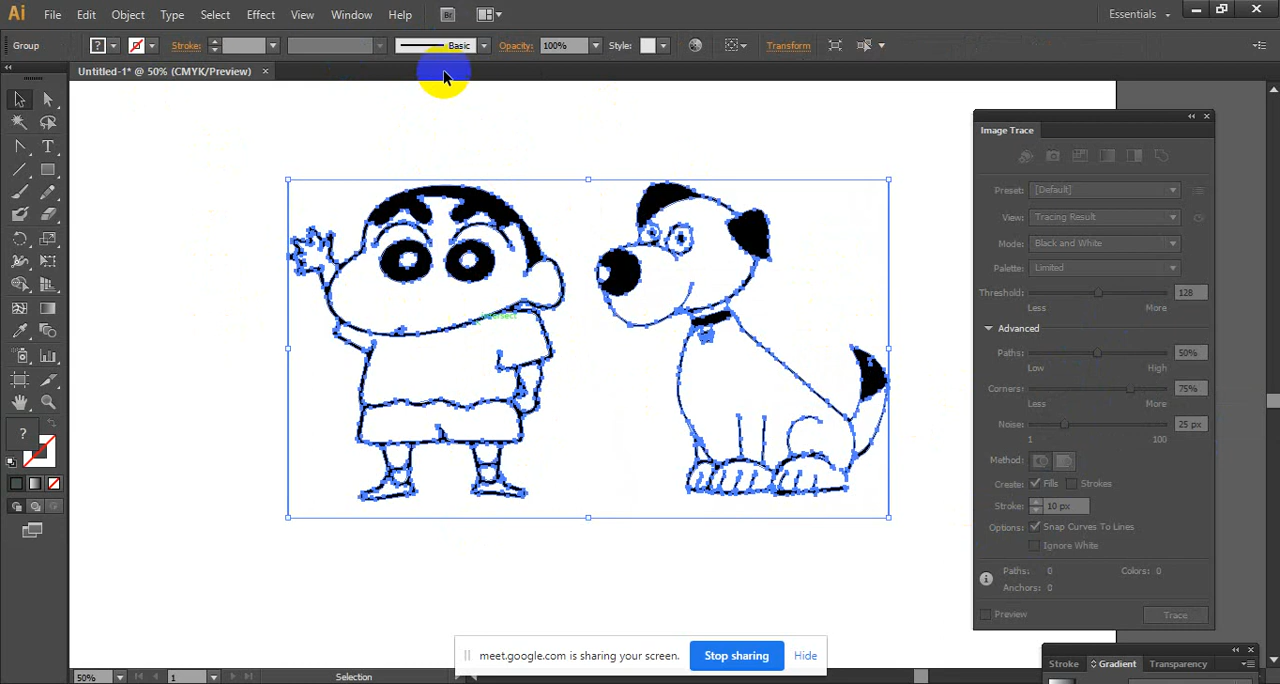 Ai File Edit Object Type Select Effect View Window Help Br Essentials
Group ? Stroke: Basic Opacity: 100% Style: Transform
Untitled-1* @ 50% (CMYK/Preview) ×
Image Trace
Preset: [Default]
View: Tracing Result
Mode: Black and White
Palette: Limited
Threshold: 128
Less More
Advanced
Paths: 50%
Low High
Corners: 75%
Less More
Noise: 25 px
1 100
Method:
Create: Fills Strokes
Stroke: 10 px
Options: Snap Curves To Lines
Ignore White
Paths: 0 Colors: 0
Anchors: 0
Preview Trace
?
meet.google.com is sharing your screen. Stop sharing Hide
Stroke Gradient Transparency
50% 1 Selection